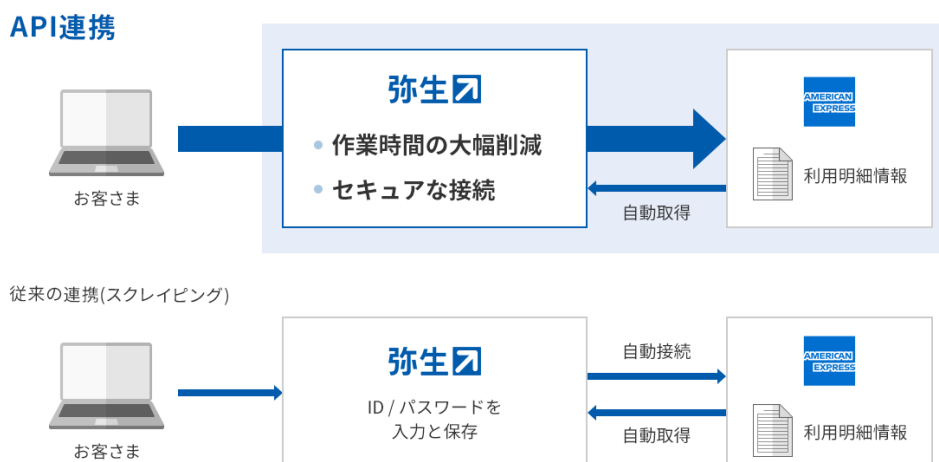 API連携
弥生
・作業時間の大幅削減
・セキュアな接続
お客さま
AMERICAN
EXPRESS
利用明細情報
自動取得
従来の連携(スクレイピング)
弥生
ID / パスワードを
入力と保存
お客さま
自動接続
自動取得
AMERICAN
EXPRESS
利用明細情報